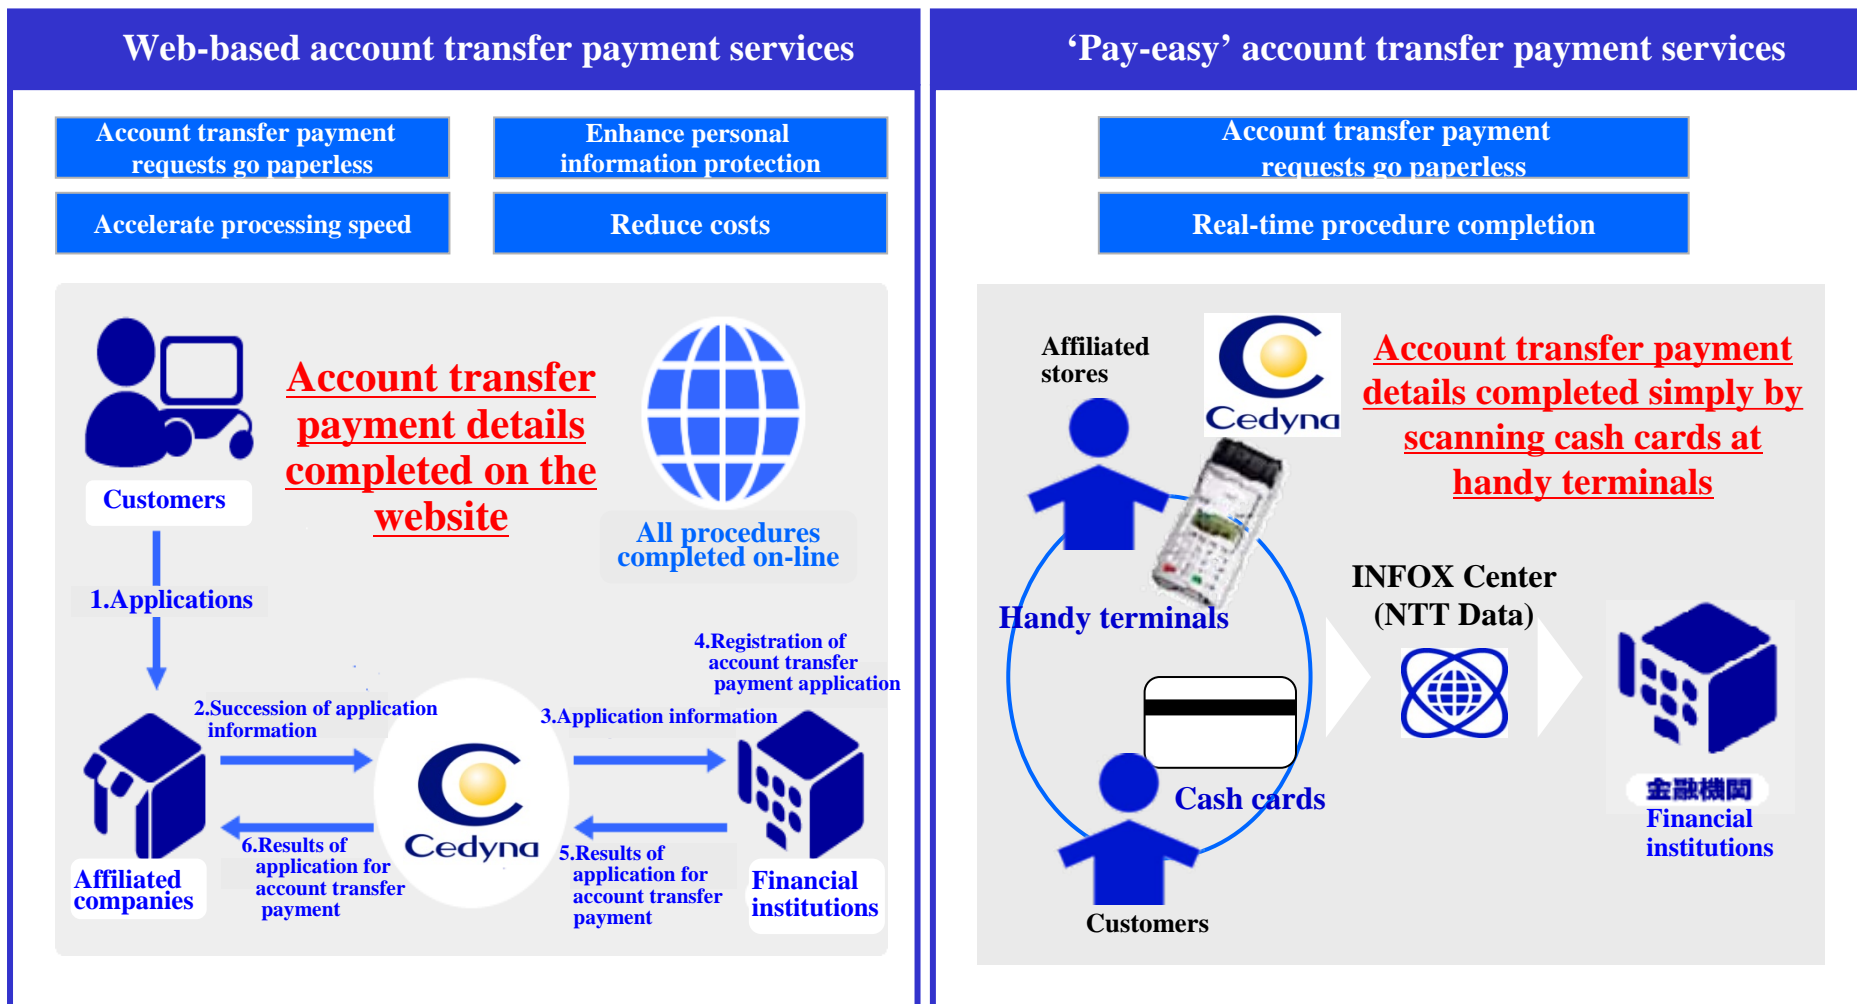 Web-based account transfer payment services
Account transfer payment
requests go paperless
Enhance personal
information protection
Accelerate processing speed
Reduce costs
Account transfer
payment details
completed on the
website
Customers
All procedures
completed on-line
1.Applications
2.Succession of application
information
3.Application information
4.Registration of
account transfer
payment application
Cedyna
6.Results of
application for
account transfer
payment
5.Results of
application for
account transfer
payment
Affiliated
companies
Financial
institutions
‘Pay-easy’ account transfer payment services
Account transfer payment
requests go paperless
Real-time procedure completion
Affiliated
stores
Cedyna
Account transfer payment
details completed simply by
scanning cash cards at
handy terminals
Handy terminals
INFOX Center
(NTT Data)
Cash cards
Customers
金融機関
Financial
institutions